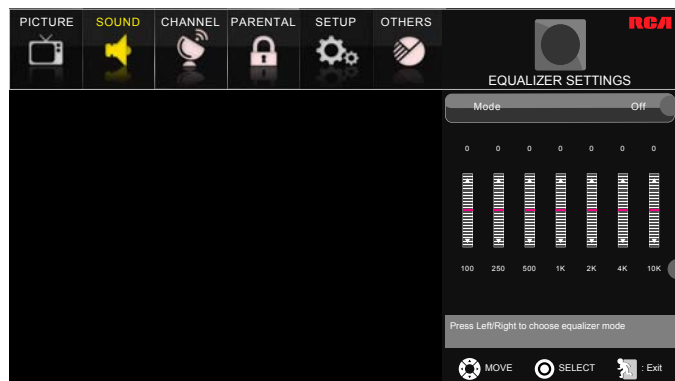 PICTURE SOUND CHANNEL PARENTAL SETUP OTHERS
RCA
EQUALIZER SETTINGS
Mode Off
0 0 0 0 0 0 0
100 250 500 1K 2K 4K 10K
Press Left/Right to choose equalizer mode
MOVE SELECT : Exit